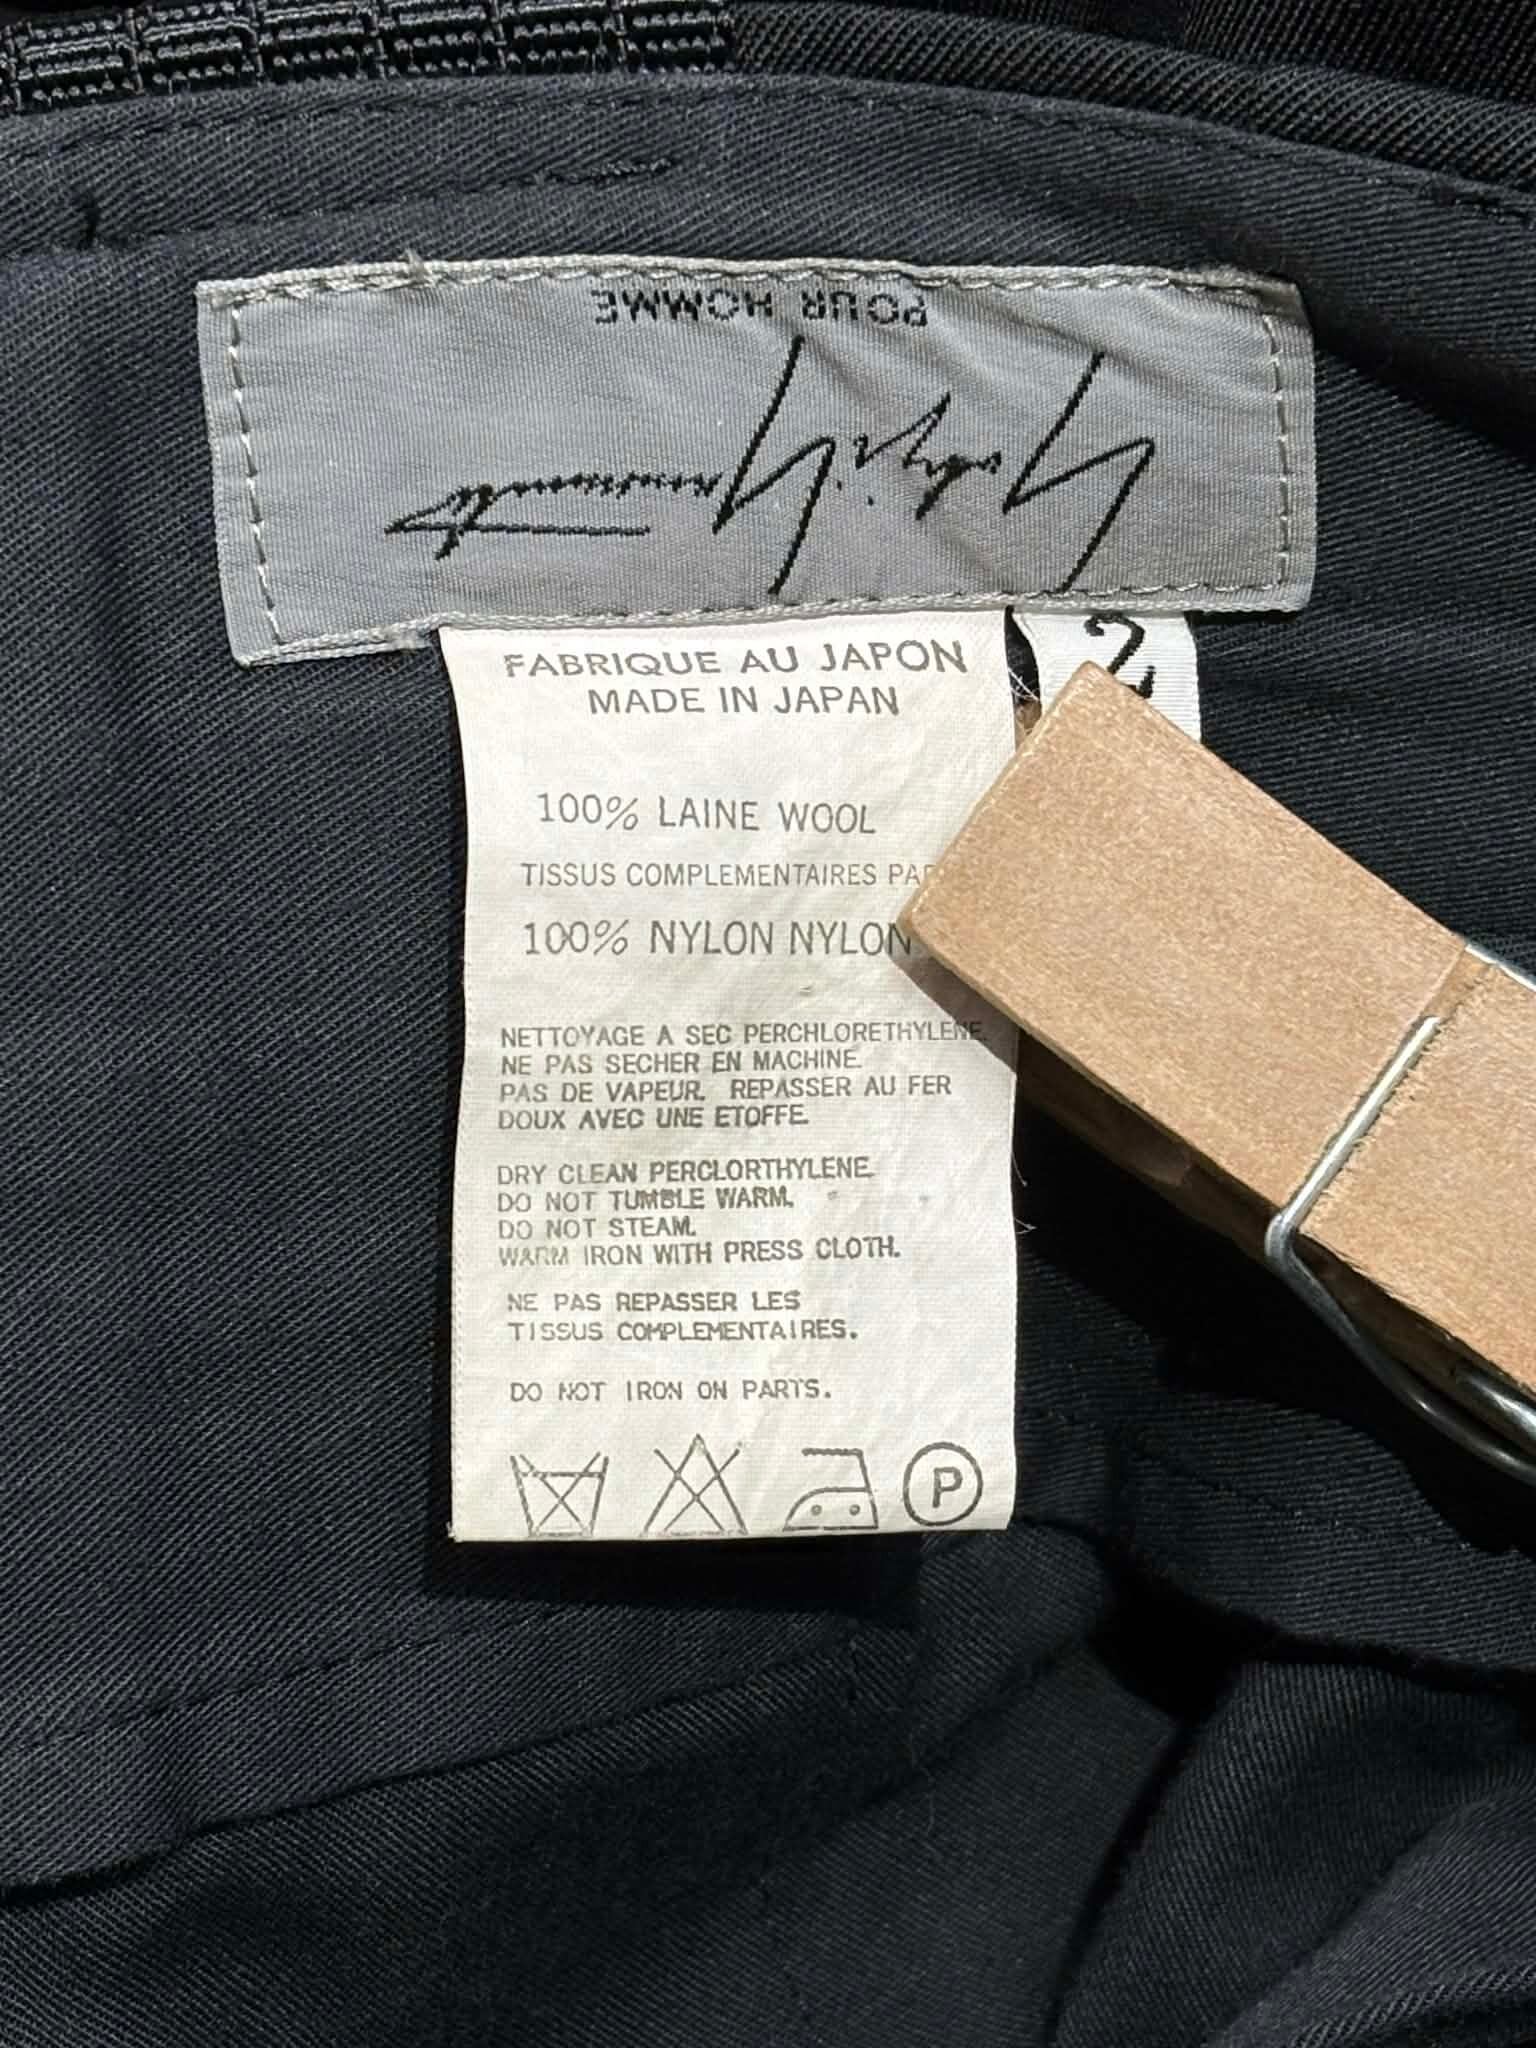 POUR HOMME
Yohji Yamamoto
2
FABRIQUE AU JAPON
MADE IN JAPAN
100% LAINE WOOL
TISSUS COMPLEMENTAIRES
100% NYLON NYLON
NETTOYAGE A SEC PERCHLORETHYLENE.
NE PAS SECHER EN MACHINE.
PAS DE VAPEUR. REPASSER AU FER
DOUX AVEC UNE ETOFFE.
DRY CLEAN PERCLORTHYLENE.
DO NOT TUMBLE WARM.
DO NOT STEAM.
WARM IRON WITH PRESS CLOTH.
NE PAS REPASSER LES
TISSUS COMPLEMENTAIRES.
DO NOT IRON ON PARTS.
P